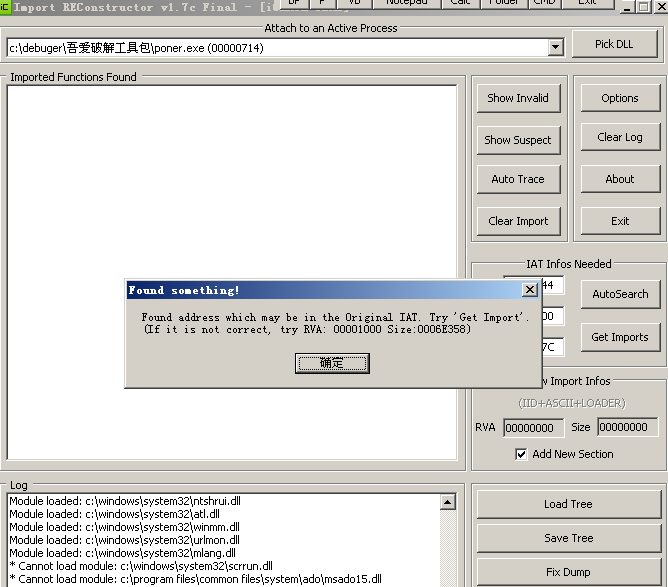 Import REConstructor v1.7c Final - [i
Notepad
Calc
Folder
CMD
Exit
Attach to an Active Process
c:\debuger\吾爱破解工具包\poner.exe (00000714)
Pick DLL
Imported Functions Found
Show Invalid
Options
Show Suspect
Clear Log
Auto Trace
About
Clear Import
Exit
IAT Infos Needed
44
AutoSearch
00
7C
Get Imports
Found something!
Found address which may be in the Original IAT. Try 'Get Import'.
(If it is not correct, try RVA: 00001000 Size:0006E358)
确定
w Import Infos
(IID+ASCII+LOADER)
RVA 00000000 Size 00000000
Add New Section
Log
Module loaded: c:\windows\system32\ntshrui.dll
Module loaded: c:\windows\system32\atl.dll
Module loaded: c:\windows\system32\winmm.dll
Module loaded: c:\windows\system32\urlmon.dll
Module loaded: c:\windows\system32\mlang.dll
* Cannot load module: c:\windows\system32\scrrun.dll
* Cannot load module: c:\program files\common files\system\ado\msado15.dll
Load Tree
Save Tree
Fix Dump